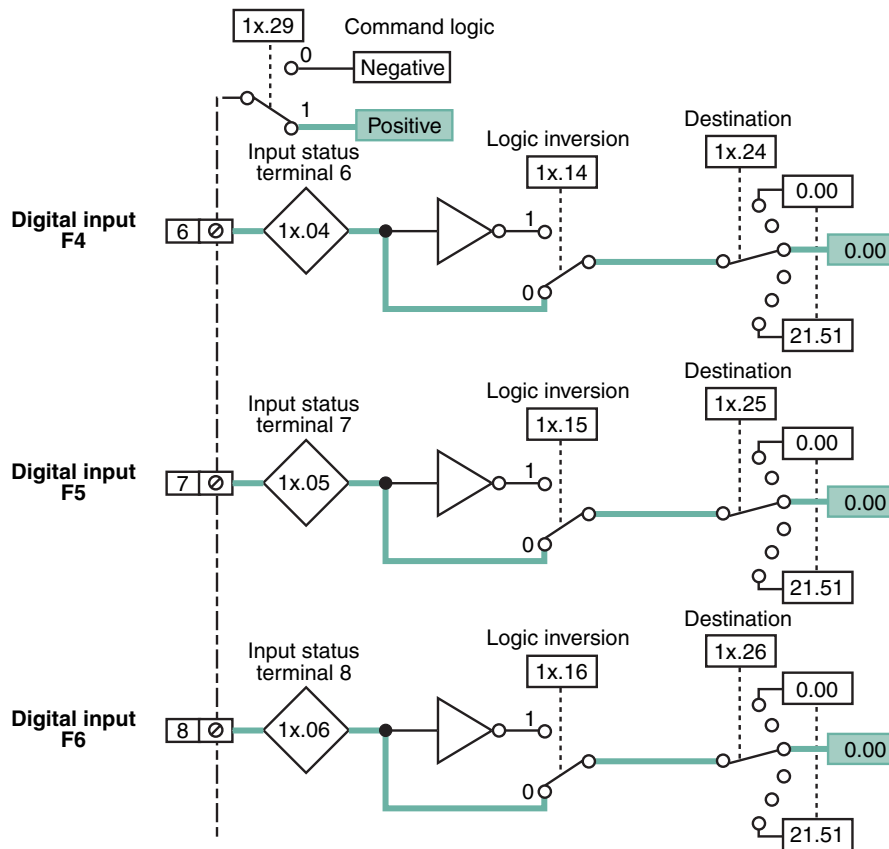 1x.29
Command logic
0
Negative
1
Positive
Input status
terminal 6
Logic inversion
Destination
1x.14
1x.24
0.00
Digital input
F4
6
1x.04
1
0.00
0
21.51
Input status
terminal 7
Logic inversion
Destination
1x.15
1x.25
0.00
Digital input
F5
7
1x.05
1
0.00
0
21.51
Input status
terminal 8
Logic inversion
Destination
1x.16
1x.26
0.00
Digital input
F6
8
1x.06
1
0.00
0
21.51